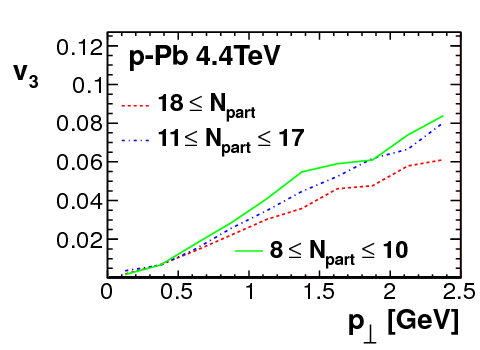 0.12
p-Pb 4.4TeV
v₃
0.1
18 ≤ Npart
0.08
11 ≤ Npart ≤ 17
0.06
0.04
0.02
8 ≤ Npart ≤ 10
0 0.5 1 1.5 2 2.5
p⊥ [GeV]